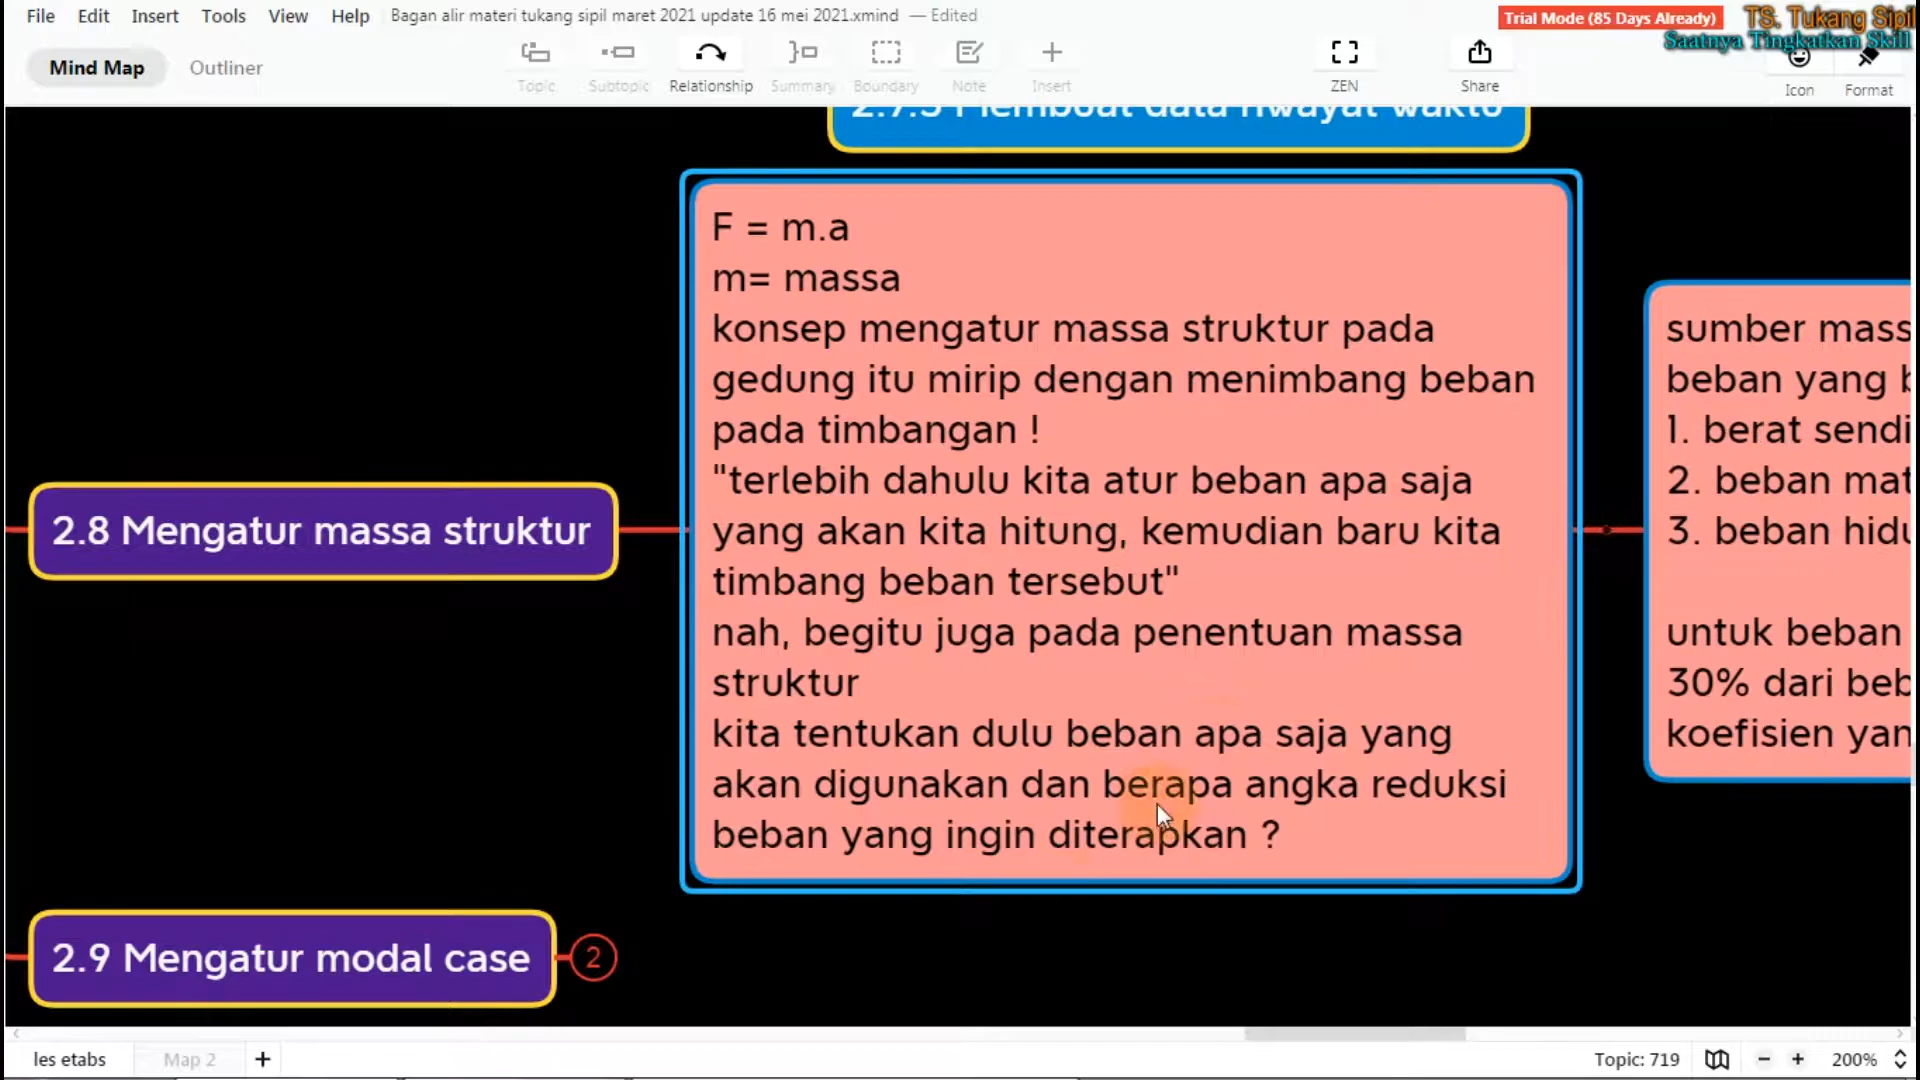 File Edit Insert Tools View Help Bagan alir materi tukang sipil maret 2021 update 16 mei 2021.xmind — Edited
Trial Mode (85 Days Already)
TS. Tukang Sipil
Saatnya Tingkatkan Skill
Mind Map Outliner
Topic Subtopic Relationship Summary Boundary Note Insert ZEN Share Icon Format
2.7.3 Membuat data riwayat waktu
F = m.a
m= massa
konsep mengatur massa struktur pada
gedung itu mirip dengan menimbang beban
pada timbangan !
"terlebih dahulu kita atur beban apa saja
yang akan kita hitung, kemudian baru kita
timbang beban tersebut"
nah, begitu juga pada penentuan massa
struktur
kita tentukan dulu beban apa saja yang
akan digunakan dan berapa angka reduksi
beban yang ingin diterapkan ?
2.8 Mengatur massa struktur
sumber mass
beban yang
1. berat sendi
2. beban mat
3. beban hidu
untuk beban
30% dari beb
koefisien yan
2.9 Mengatur modal case 2
les etabs Map 2 +
Topic: 719 200%